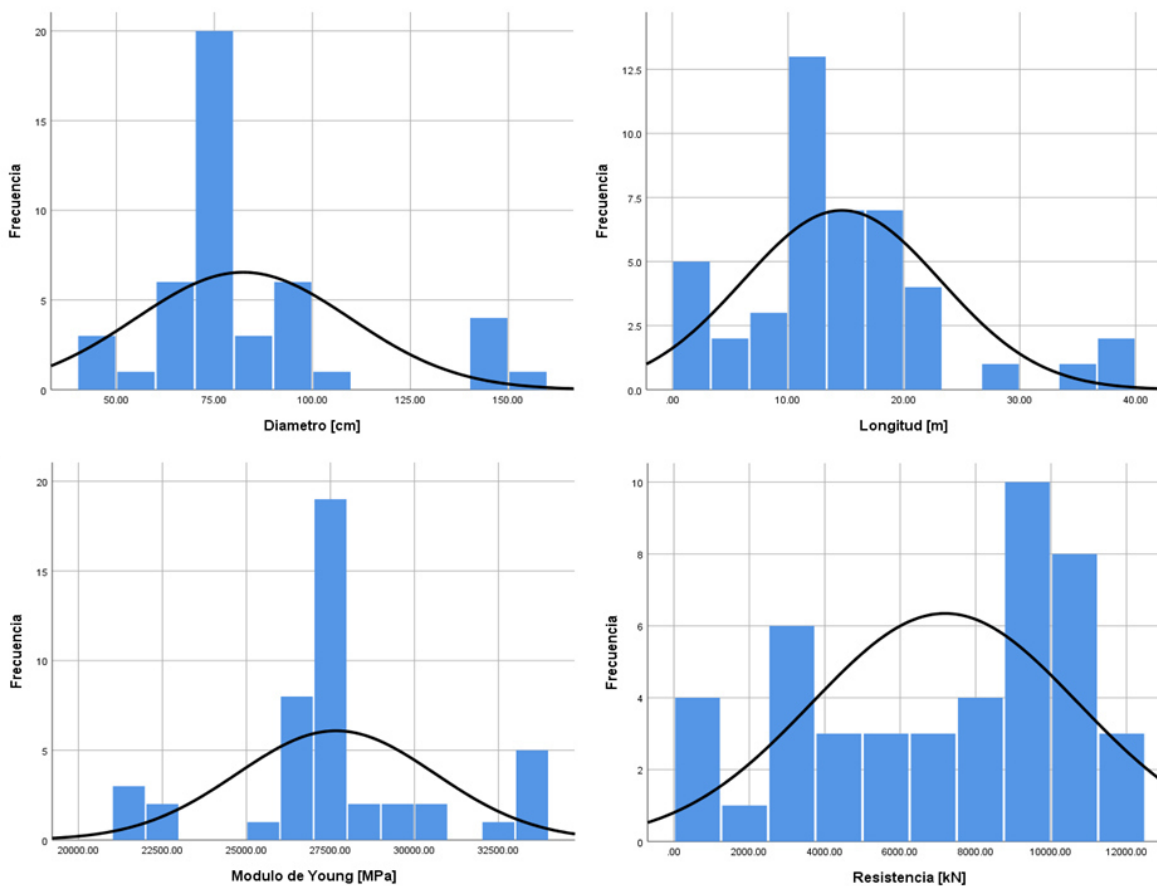 Frecuencia
20
15
10
5
0
50.00 75.00 100.00 125.00 150.00
Diametro [cm]
Frecuencia
12.5
10.0
7.5
5.0
2.5
0.0
.00 10.00 20.00 30.00 40.00
Longitud [m]
Frecuencia
20
15
10
5
0
20000.00 22500.00 25000.00 27500.00 30000.00 32500.00
Modulo de Young [MPa]
Frecuencia
10
8
6
4
2
0
.00 2000.00 4000.00 6000.00 8000.00 10000.00 12000.00
Resistencia [kN]